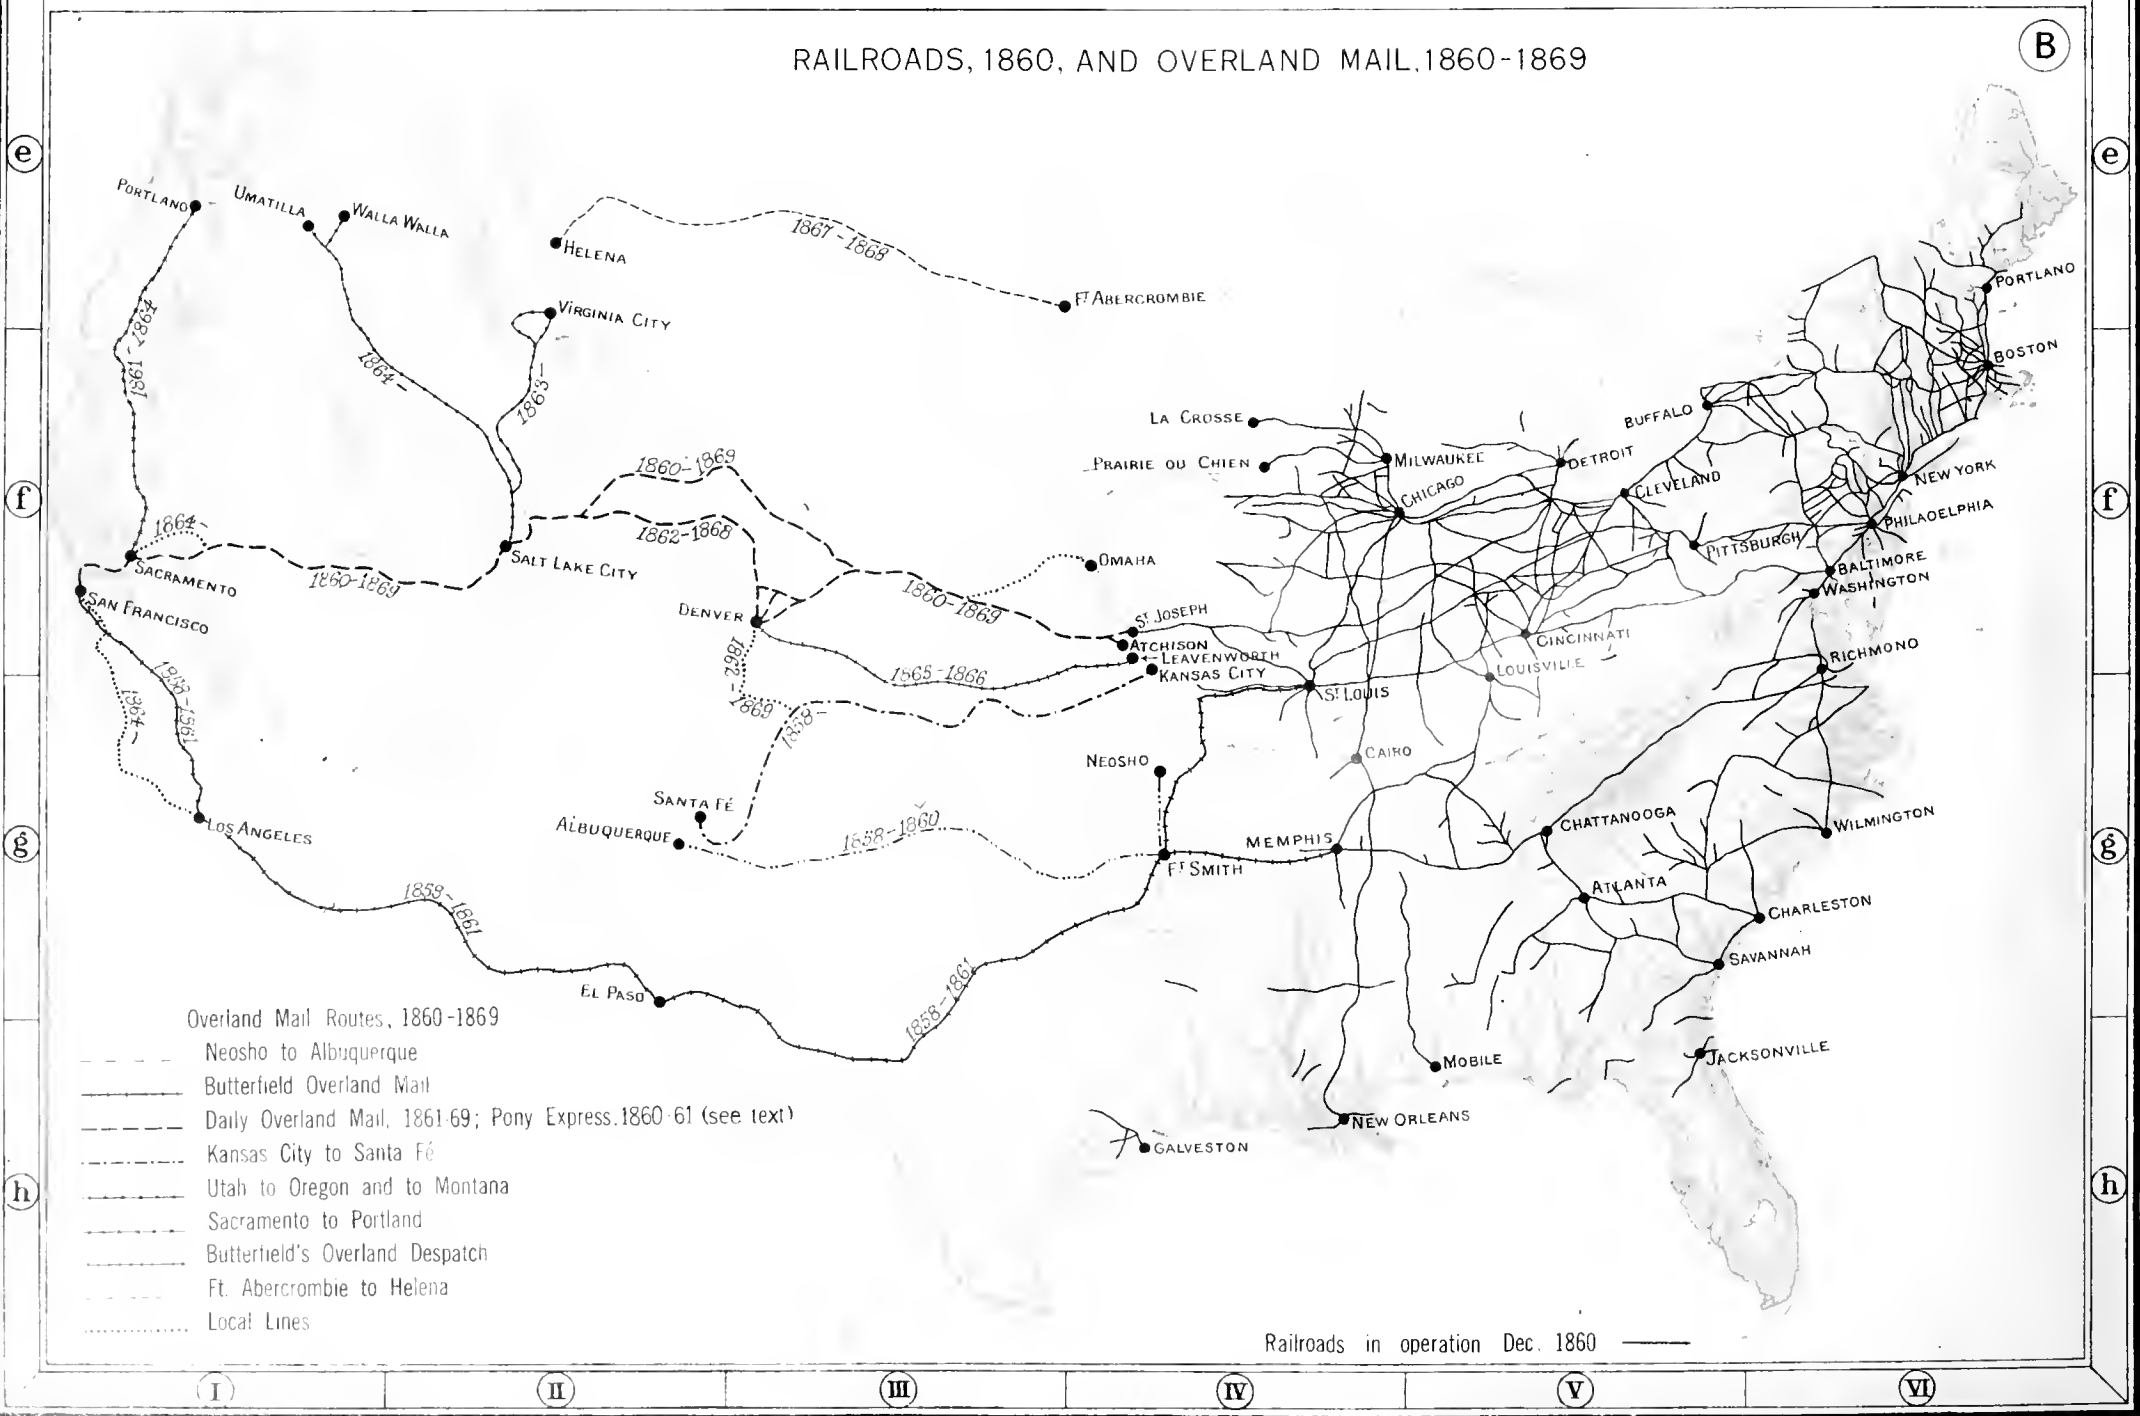 RAILROADS, 1860, AND OVERLAND MAIL, 1860-1869
B
e
e
PORTLAND
UMATILLA
WALLA WALLA
HELENA
1867-1868
FT ABERCROMBIE
PORTLAND
1861-1864
VIRGINIA CITY
1864-
1863-
BOSTON
LA CROSSE
BUFFALO
PRAIRIE DU CHIEN
MILWAUKEE
DETROIT
1860-1869
CHICAGO
CLEVELAND
NEW YORK
f
f
1864-
1862-1868
PHILADELPHIA
PITTSBURGH
SACRAMENTO
SALT LAKE CITY
OMAHA
BALTIMORE
WASHINGTON
1860-1869
1860-1869
SAN FRANCISCO
DENVER
ST JOSEPH
ATCHISON
LEAVENWORTH
KANSAS CITY
CINCINNATI
LOUISVILLE
RICHMOND
1858-1861
1862-1869
1865-1866
ST LOUIS
1864-
1858-
CAIRO
NEOSHO
SANTA FÉ
ALBUQUERQUE
1858-1860
LOS ANGELES
MEMPHIS
CHATTANOOGA
WILMINGTON
g
g
FT SMITH
1858-1861
ATLANTA
CHARLESTON
SAVANNAH
EL PASO
1858-1861
MOBILE
JACKSONVILLE
NEW ORLEANS
GALVESTON
Overland Mail Routes, 1860-1869
Neosho to Albuquerque
Butterfield Overland Mail
Daily Overland Mail, 1861-69; Pony Express, 1860-61 (see text)
Kansas City to Santa Fé
h
h
Utah to Oregon and to Montana
Sacramento to Portland
Butterfield's Overland Despatch
Ft. Abercrombie to Helena
Local Lines
Railroads in operation Dec. 1860
I
II
III
IV
V
VI